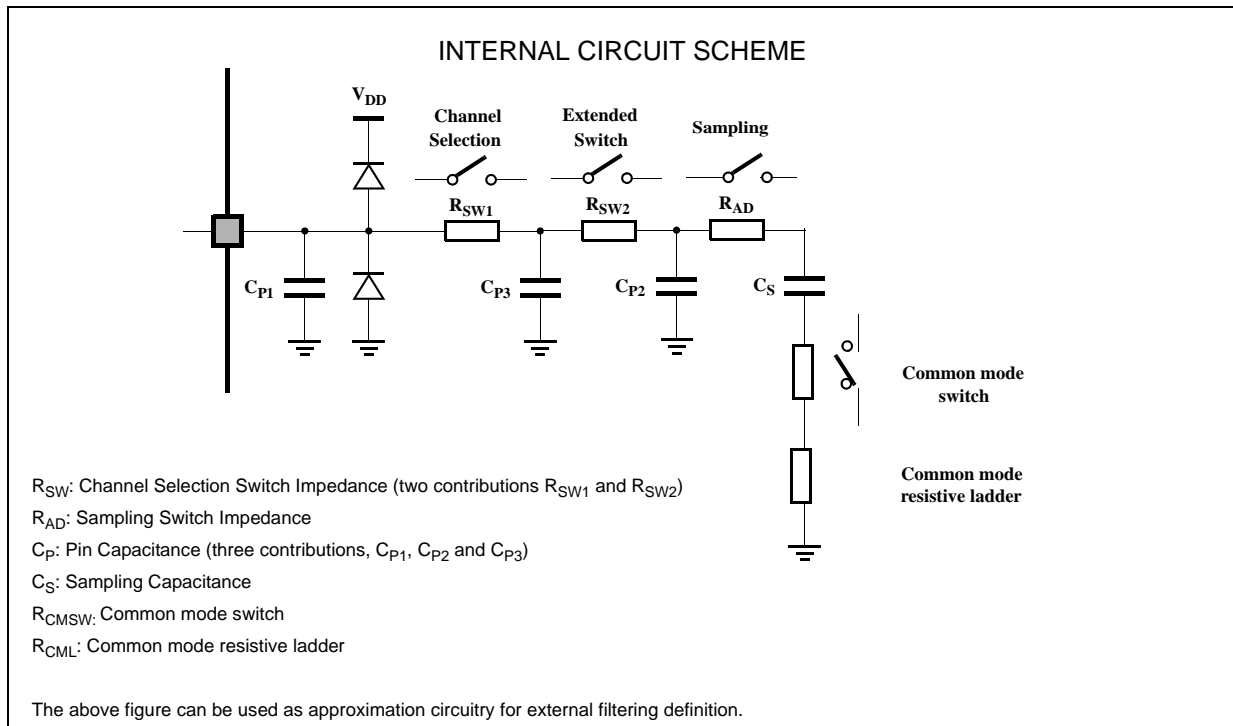 INTERNAL CIRCUIT SCHEME
VDD
Channel
Selection
Extended
Switch
Sampling
RSW1
RSW2
RAD
CP1
CP3
CP2
CS
Common mode
switch
Common mode
resistive ladder
RSW: Channel Selection Switch Impedance (two contributions RSW1 and RSW2)
RAD: Sampling Switch Impedance
CP: Pin Capacitance (three contributions, CP1, CP2 and CP3)
CS: Sampling Capacitance
RCMSW: Common mode switch
RCML: Common mode resistive ladder
The above figure can be used as approximation circuitry for external filtering definition.